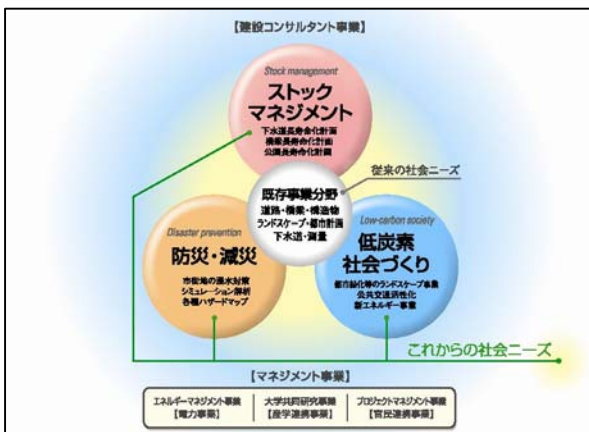 【建設コンサルタント事業】
Stock management
ストック
マネジメント
下水道長寿命化計画
橋梁長寿命化計画
公園長寿命化計画
従来の社会ニーズ
既存事業分野
道路・橋梁・構造物
ランドスケープ・都市計画
下水道・測量
Disaster prevention
防災・減災
市街地の浸水対策
シミュレーション解析
各種ハザードマップ
Low-carbon society
低炭素
社会づくり
都市緑化等のランドスケープ事業
公共交通活性化
新エネルギー事業
これからの社会ニーズ
【マネジメント事業】
エネルギーマネジメント事業
【電力事業】
大学共同研究事業
【産学連携事業】
プロジェクトマネジメント事業
【官民連携事業】